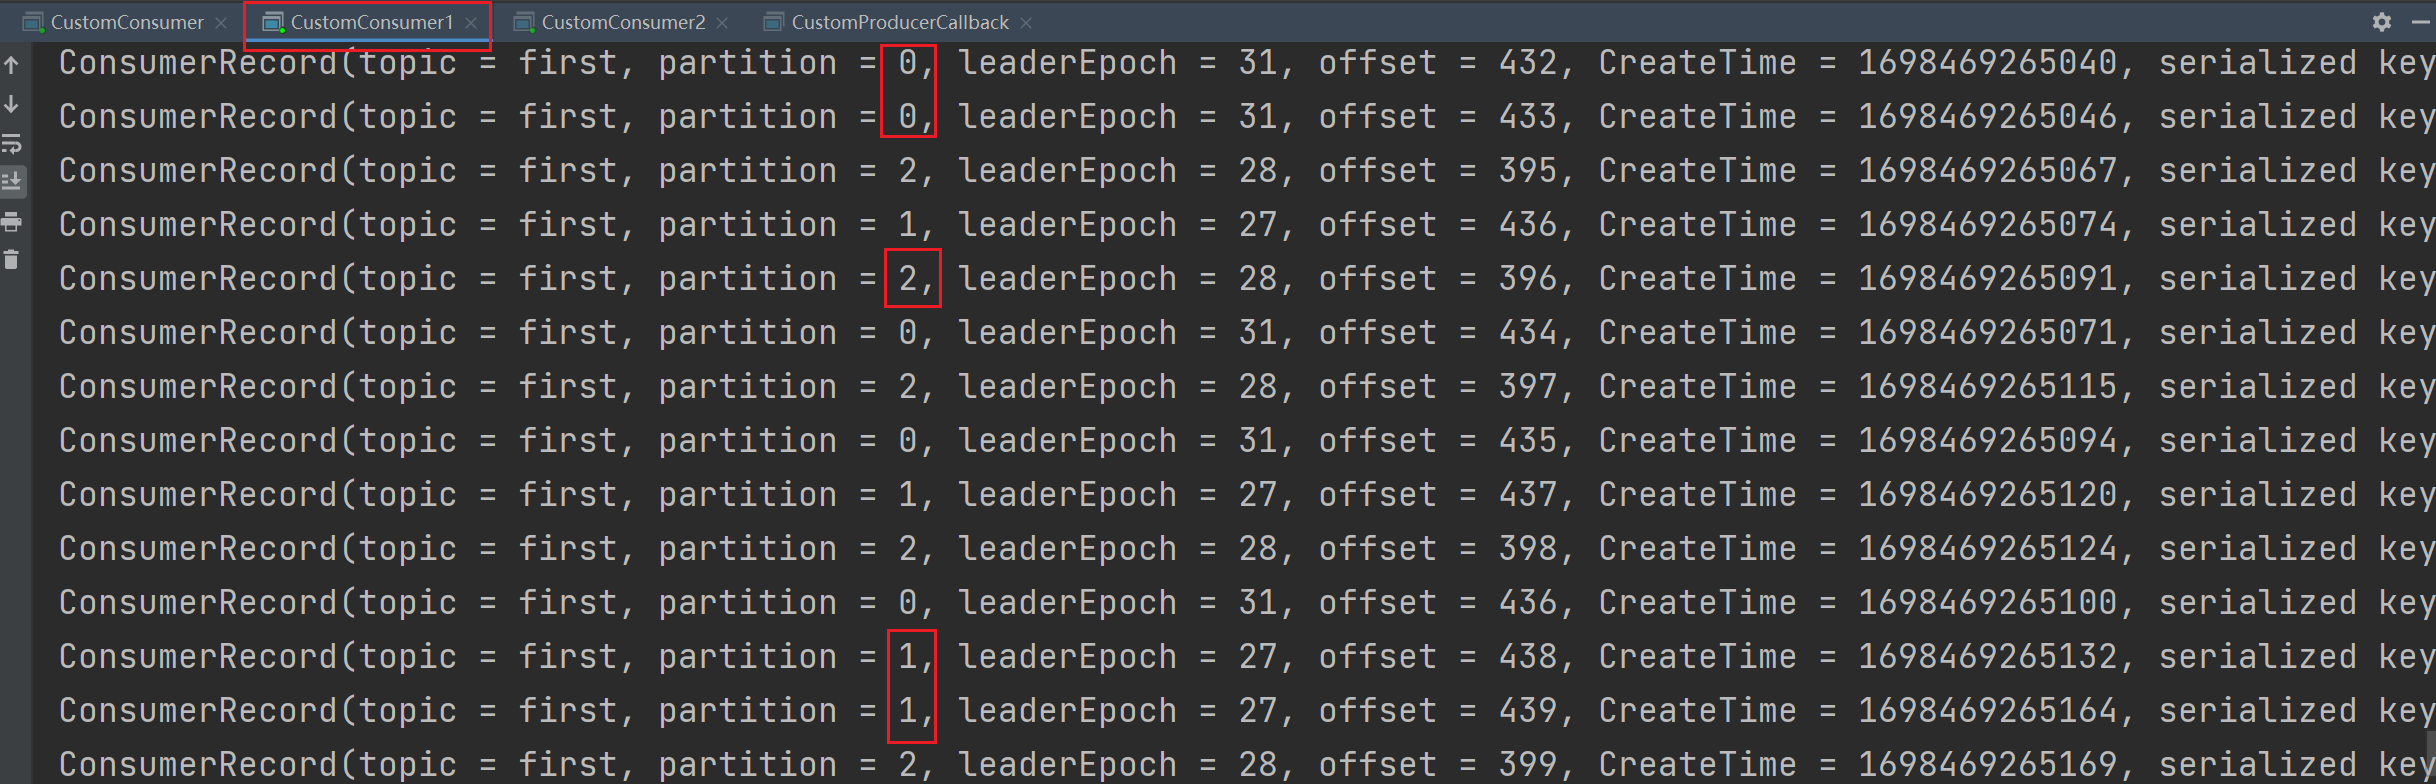 CustomConsumer CustomConsumer1 CustomConsumer2 CustomProducerCallback
ConsumerRecord(topic = first, partition = 0, leaderEpoch = 31, offset = 432, CreateTime = 1698469265040, serialized key
ConsumerRecord(topic = first, partition = 0, leaderEpoch = 31, offset = 433, CreateTime = 1698469265046, serialized key
ConsumerRecord(topic = first, partition = 2, leaderEpoch = 28, offset = 395, CreateTime = 1698469265067, serialized key
ConsumerRecord(topic = first, partition = 1, leaderEpoch = 27, offset = 436, CreateTime = 1698469265074, serialized key
ConsumerRecord(topic = first, partition = 2, leaderEpoch = 28, offset = 396, CreateTime = 1698469265091, serialized key
ConsumerRecord(topic = first, partition = 0, leaderEpoch = 31, offset = 434, CreateTime = 1698469265071, serialized key
ConsumerRecord(topic = first, partition = 2, leaderEpoch = 28, offset = 397, CreateTime = 1698469265115, serialized key
ConsumerRecord(topic = first, partition = 0, leaderEpoch = 31, offset = 435, CreateTime = 1698469265094, serialized key
ConsumerRecord(topic = first, partition = 1, leaderEpoch = 27, offset = 437, CreateTime = 1698469265120, serialized key
ConsumerRecord(topic = first, partition = 2, leaderEpoch = 28, offset = 398, CreateTime = 1698469265124, serialized key
ConsumerRecord(topic = first, partition = 0, leaderEpoch = 31, offset = 436, CreateTime = 1698469265100, serialized key
ConsumerRecord(topic = first, partition = 1, leaderEpoch = 27, offset = 438, CreateTime = 1698469265132, serialized key
ConsumerRecord(topic = first, partition = 1, leaderEpoch = 27, offset = 439, CreateTime = 1698469265164, serialized key
ConsumerRecord(topic = first, partition = 2, leaderEpoch = 28, offset = 399, CreateTime = 1698469265169, serialized key